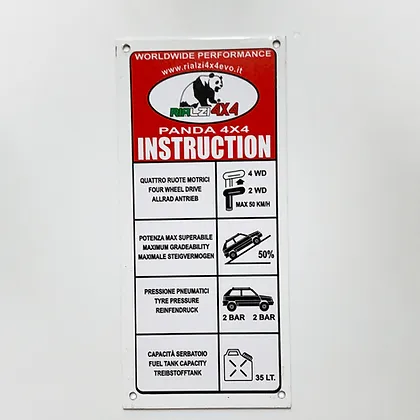 WORLDWIDE PERFORMANCE
www.rialzi4x4evo.it
RIALZI 4X4
PANDA 4X4
INSTRUCTION
QUATTRO RUOTE MOTRICI
FOUR WHEEL DRIVE
ALLRAD ANTRIEB
4 WD
2 WD
MAX 50 KM/H
POTENZA MAX SUPERABILE
MAXIMUM GRADEABILITY
MAXIMALE STEIGVERMOGEN
50%
PRESSIONE PNEUMATICI
TYRE PRESSURE
REINFENDRUCK
2 BAR 2 BAR
CAPACITÀ SERBATOIO
FUEL TANK CAPACITY
TREIBSTOFFTANK
35 LT.